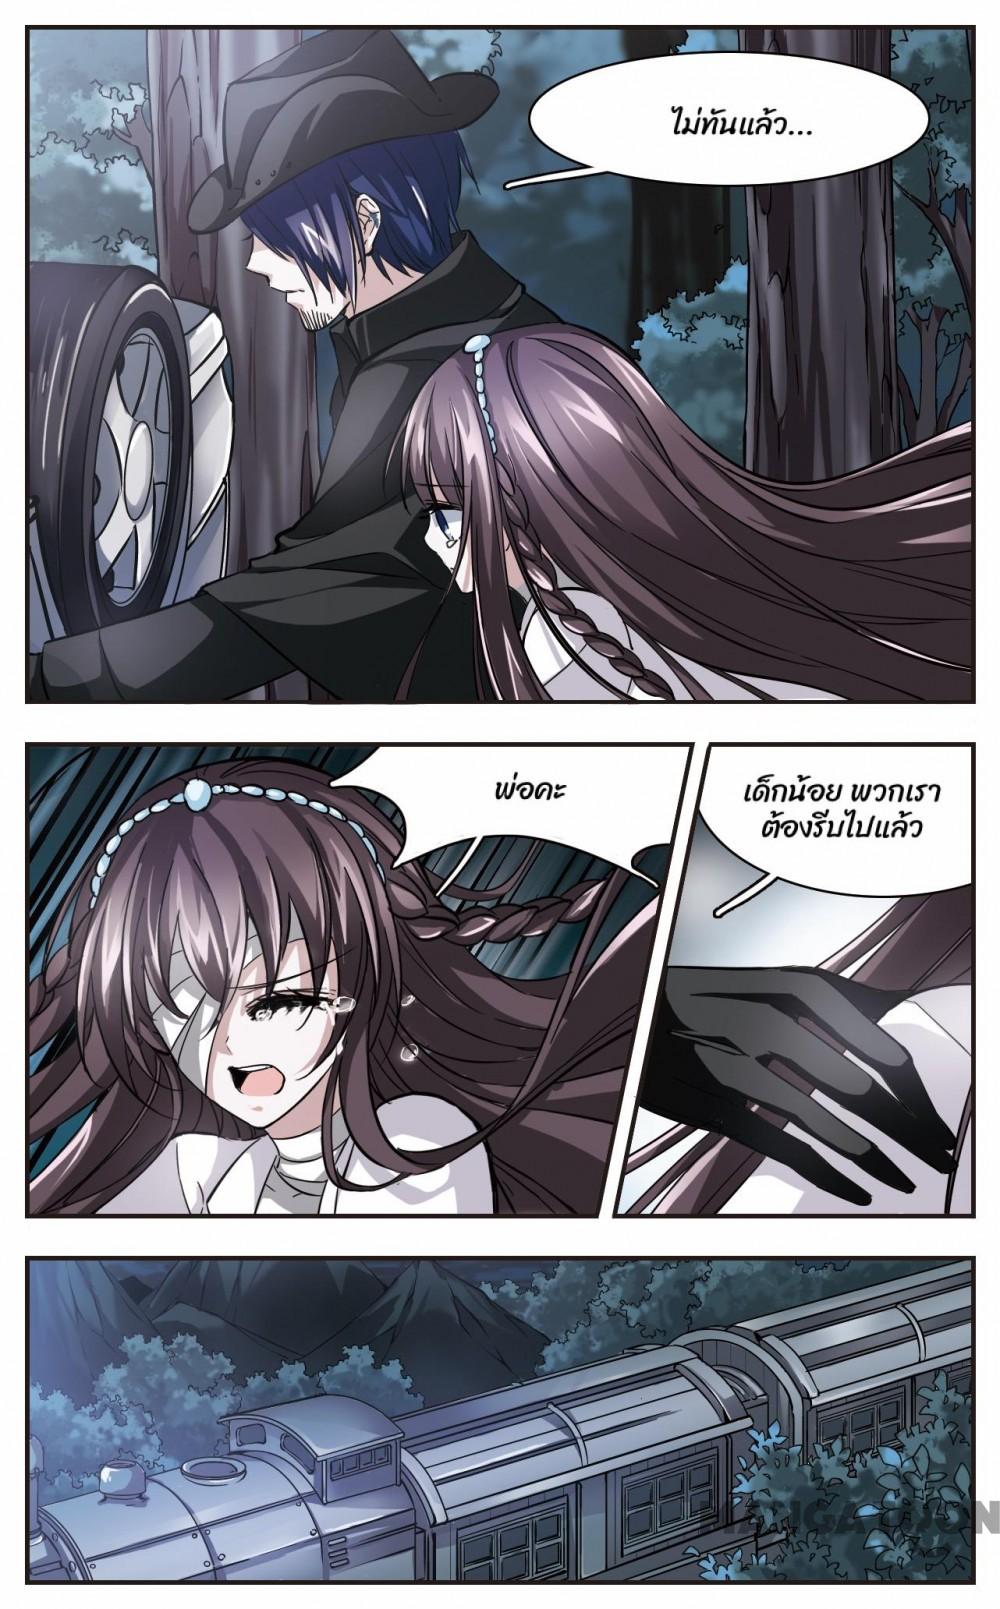 ไม่ทันแล้ว...
พ่อคะ
เด็กน้อย พวกเรา
ต้องรีบไปแล้ว